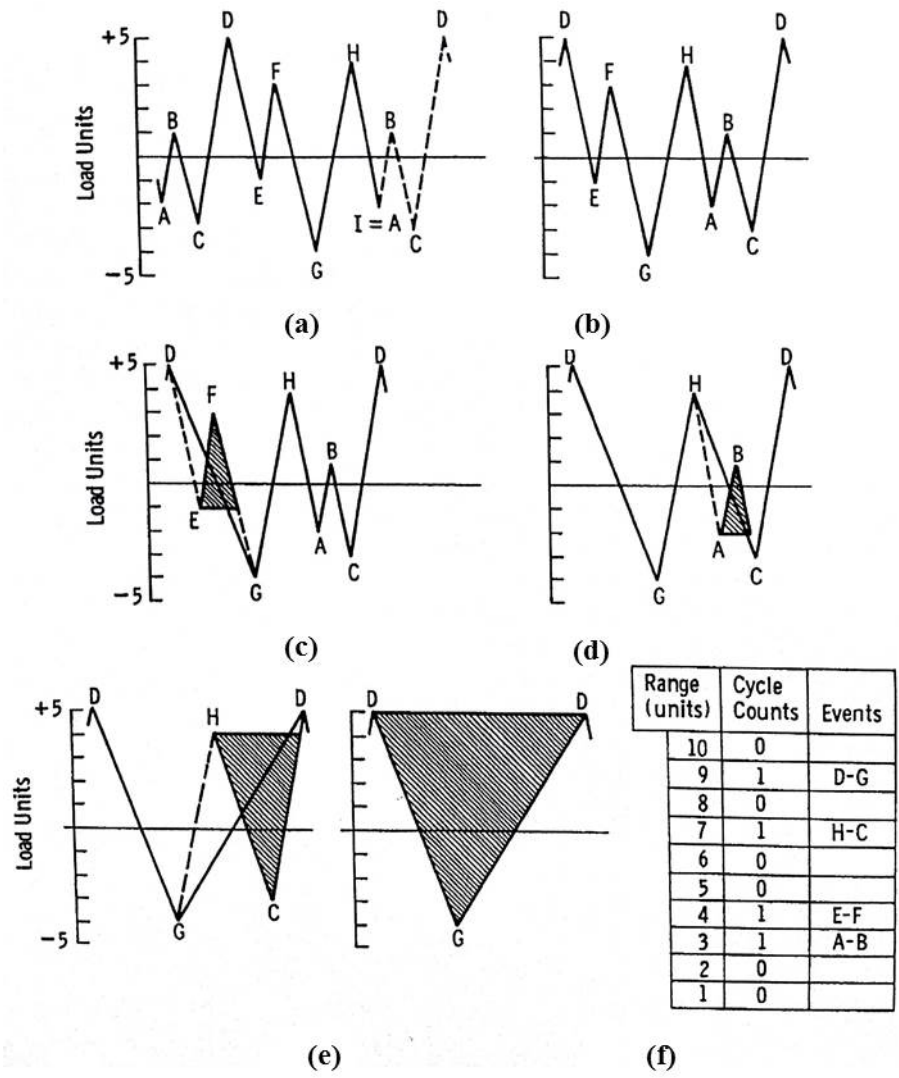 D
D
H
F
B
B
A
C
E
I = A
C
G
+5
-5
Load Units
(a)
D
D
H
F
B
E
A
C
G
(b)
D
D
H
F
B
E
A
C
G
+5
-5
Load Units
(c)
D
D
H
B
A
C
G
(d)
D
D
H
C
G
+5
-5
Load Units
(e)
D
D
G
Range (units) Cycle Counts Events
10 0
9 1 D-G
8 0
7 1 H-C
6 0
5 0
4 1 E-F
3 1 A-B
2 0
1 0
(f)